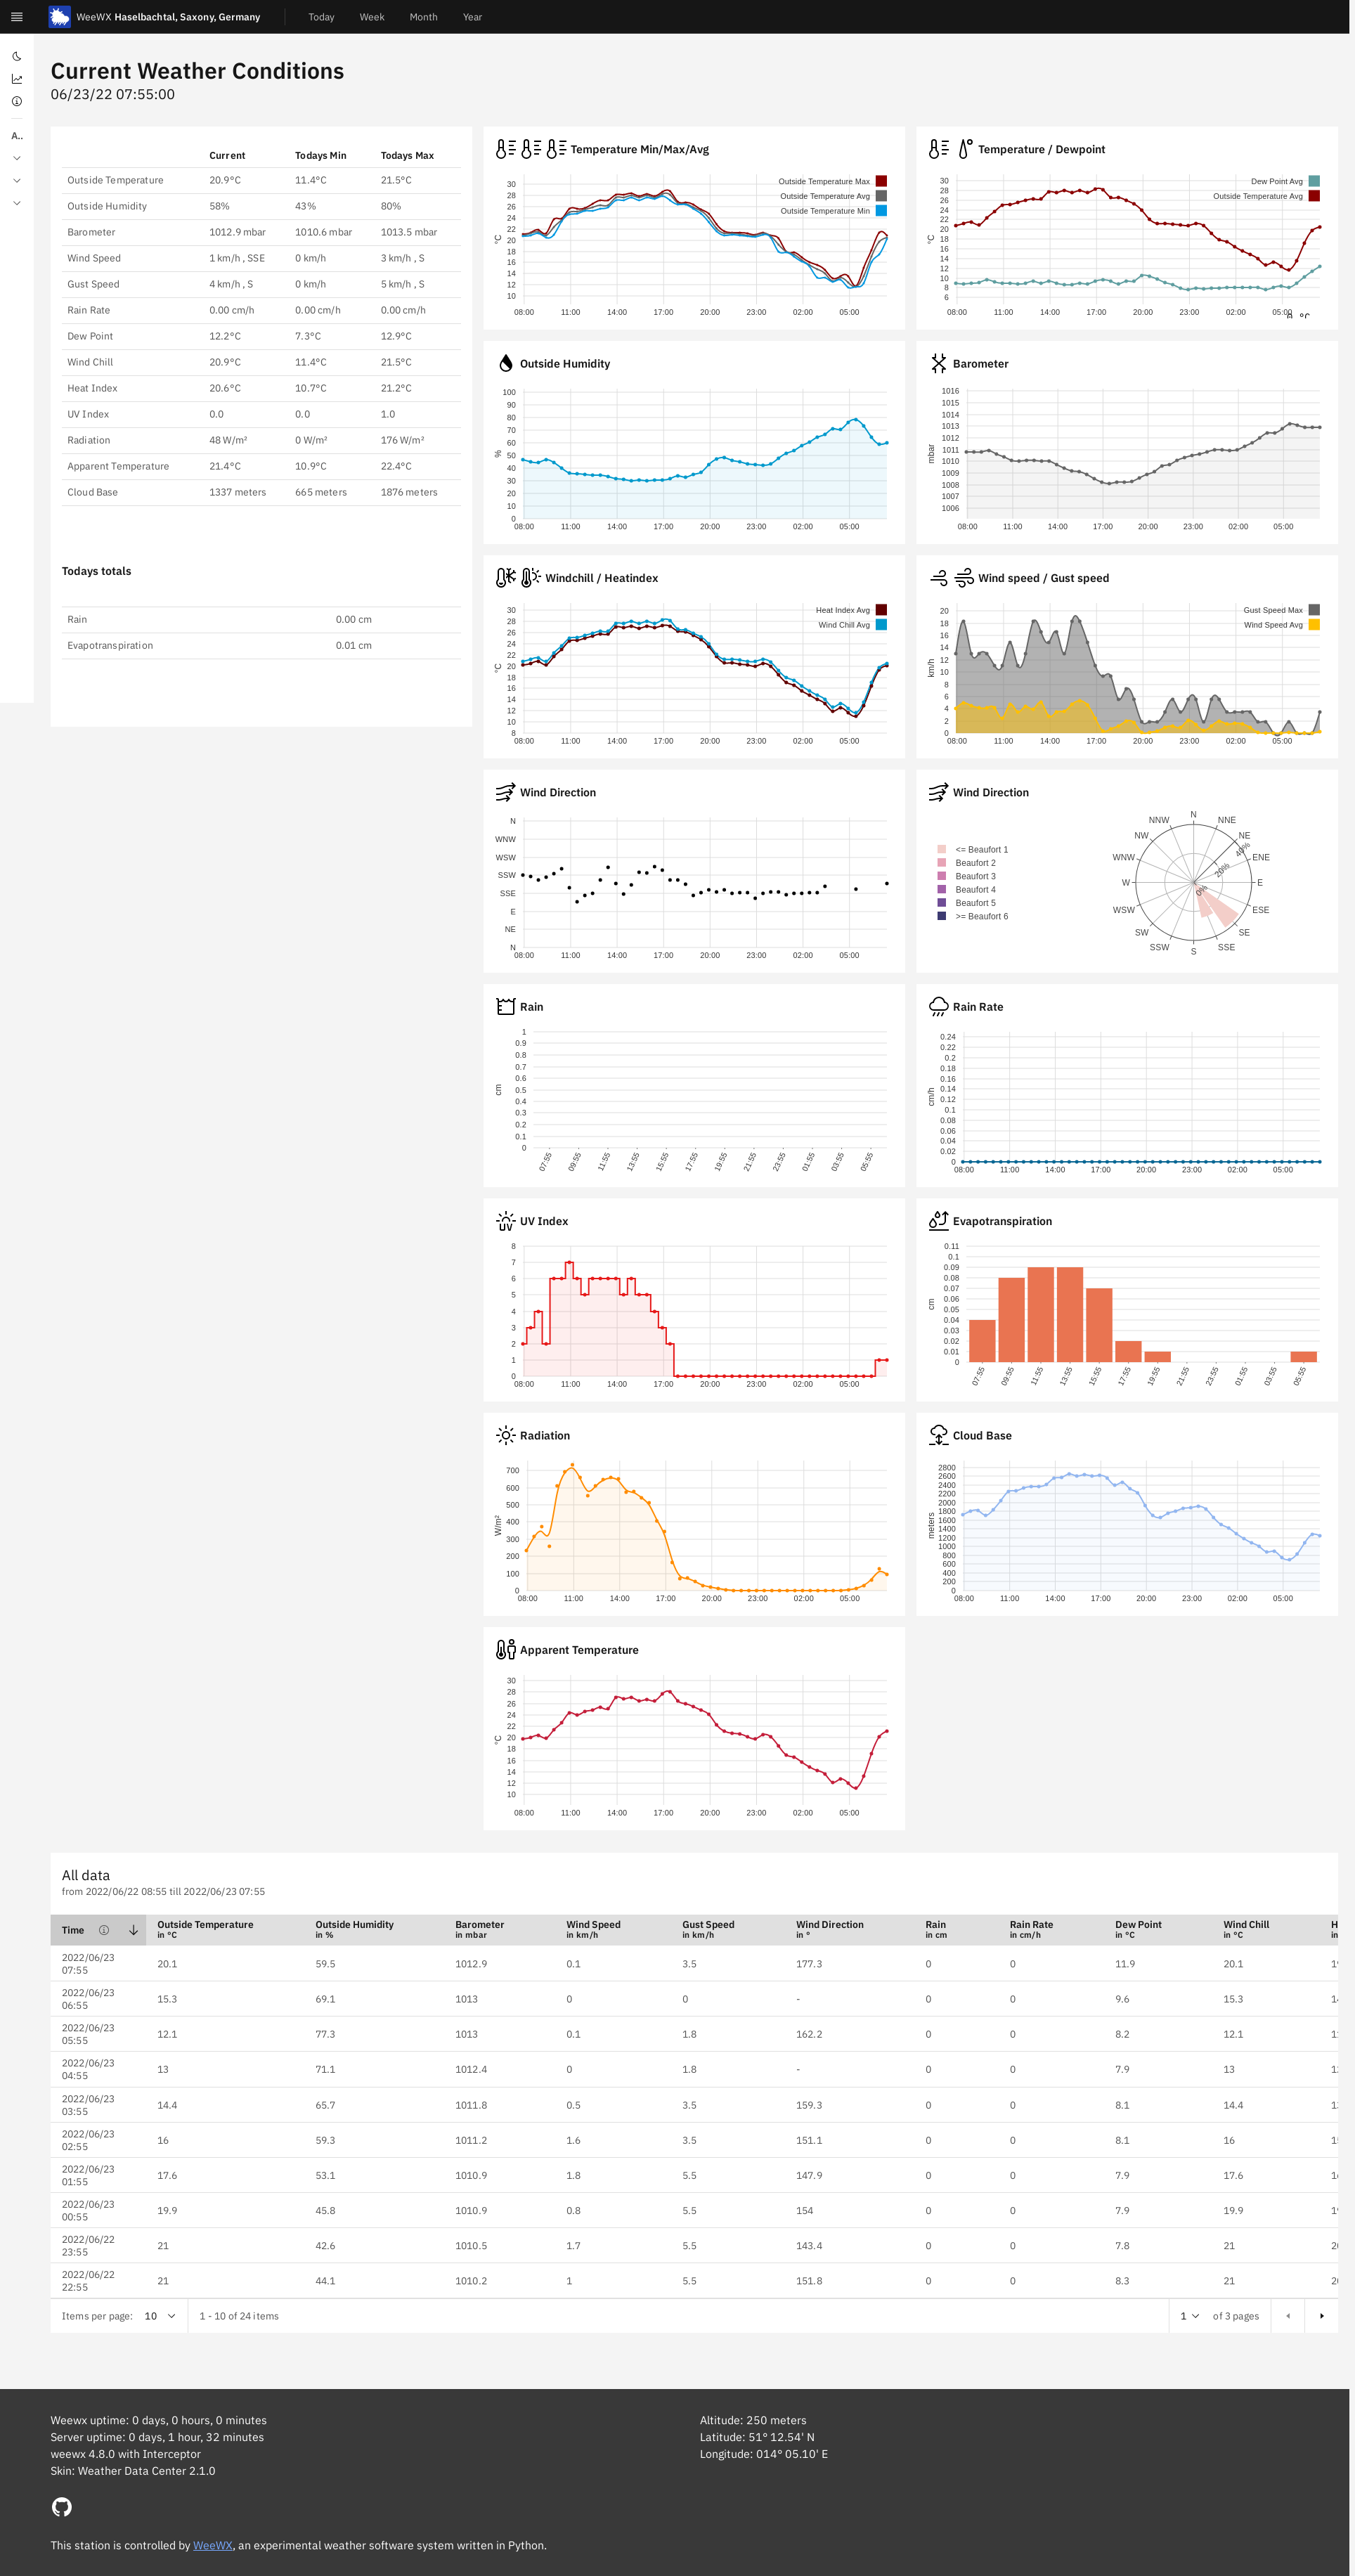 WeeWX Haselbachtal, Saxony, Germany Today Week Month Year
Current Weather Conditions
06/23/22 07:55:00
A..
Current Todays Min Todays Max
Outside Temperature 20.9°C 11.4°C 21.5°C
Outside Humidity 58% 43% 80%
Barometer 1012.9 mbar 1010.6 mbar 1013.5 mbar
Wind Speed 1 km/h , SSE 0 km/h 3 km/h , S
Gust Speed 4 km/h , S 0 km/h 5 km/h , S
Rain Rate 0.00 cm/h 0.00 cm/h 0.00 cm/h
Dew Point 12.2°C 7.3°C 12.9°C
Wind Chill 20.9°C 11.4°C 21.5°C
Heat Index 20.6°C 10.7°C 21.2°C
UV Index 0.0 0.0 1.0
Radiation 48 W/m² 0 W/m² 176 W/m²
Apparent Temperature 21.4°C 10.9°C 22.4°C
Cloud Base 1337 meters 665 meters 1876 meters
Todays totals
Rain 0.00 cm
Evapotranspiration 0.01 cm
Temperature Min/Max/Avg
Outside Temperature Max
Outside Temperature Avg
Outside Temperature Min
°C
30
28
26
24
22
20
18
16
14
12
10
08:00 11:00 14:00 17:00 20:00 23:00 02:00 05:00
Temperature / Dewpoint
Dew Point Avg
Outside Temperature Avg
°C
30
28
26
24
22
20
18
16
14
12
10
8
6
08:00 11:00 14:00 17:00 20:00 23:00 02:00 05:00
Outside Humidity
%
100
90
80
70
60
50
40
30
20
10
0
08:00 11:00 14:00 17:00 20:00 23:00 02:00 05:00
Barometer
mbar
1016
1015
1014
1013
1012
1011
1010
1009
1008
1007
1006
08:00 11:00 14:00 17:00 20:00 23:00 02:00 05:00
Windchill / Heatindex
Heat Index Avg
Wind Chill Avg
°C
30
28
26
24
22
20
18
16
14
12
10
8
08:00 11:00 14:00 17:00 20:00 23:00 02:00 05:00
Wind speed / Gust speed
Gust Speed Max
Wind Speed Avg
km/h
20
18
16
14
12
10
8
6
4
2
0
08:00 11:00 14:00 17:00 20:00 23:00 02:00 05:00
Wind Direction
N
WNW
WSW
SSW
SSE
E
NE
N
08:00 11:00 14:00 17:00 20:00 23:00 02:00 05:00
Wind Direction
<= Beaufort 1
Beaufort 2
Beaufort 3
Beaufort 4
Beaufort 5
>= Beaufort 6
N
NNW NNE
NW NE
WNW ENE
W E
WSW ESE
SW SE
SSW SSE
S
0% 20% 40%
Rain
cm
1
0.9
0.8
0.7
0.6
0.5
0.4
0.3
0.2
0.1
0
07:55 09:55 11:55 13:55 15:55 17:55 19:55 21:55 23:55 01:55 03:55 05:55
Rain Rate
cm/h
0.24
0.22
0.2
0.18
0.16
0.14
0.12
0.1
0.08
0.06
0.04
0.02
0
08:00 11:00 14:00 17:00 20:00 23:00 02:00 05:00
UV Index
8
7
6
5
4
3
2
1
0
08:00 11:00 14:00 17:00 20:00 23:00 02:00 05:00
Evapotranspiration
cm
0.11
0.1
0.09
0.08
0.07
0.06
0.05
0.04
0.03
0.02
0.01
0
07:55 09:55 11:55 13:55 15:55 17:55 19:55 21:55 23:55 01:55 03:55 05:55
Radiation
W/m²
700
600
500
400
300
200
100
0
08:00 11:00 14:00 17:00 20:00 23:00 02:00 05:00
Cloud Base
meters
2800
2600
2400
2200
2000
1800
1600
1400
1200
1000
800
600
400
200
0
08:00 11:00 14:00 17:00 20:00 23:00 02:00 05:00
Apparent Temperature
°C
30
28
26
24
22
20
18
16
14
12
10
08:00 11:00 14:00 17:00 20:00 23:00 02:00 05:00
All data
from 2022/06/22 08:55 till 2022/06/23 07:55
Time Outside Temperature Outside Humidity Barometer Wind Speed Gust Speed Wind Direction Rain Rain Rate Dew Point Wind Chill
in °C in % in mbar in km/h in km/h in ° in cm in cm/h in °C in °C
2022/06/23 07:55 20.1 59.5 1012.9 0.1 3.5 177.3 0 0 11.9 20.1
2022/06/23 06:55 15.3 69.1 1013 0 0 - 0 0 9.6 15.3
2022/06/23 05:55 12.1 77.3 1013 0.1 1.8 162.2 0 0 8.2 12.1
2022/06/23 04:55 13 71.1 1012.4 0 1.8 - 0 0 7.9 13
2022/06/23 03:55 14.4 65.7 1011.8 0.5 3.5 159.3 0 0 8.1 14.4
2022/06/23 02:55 16 59.3 1011.2 1.6 3.5 151.1 0 0 8.1 16
2022/06/23 01:55 17.6 53.1 1010.9 1.8 5.5 147.9 0 0 7.9 17.6
2022/06/23 00:55 19.9 45.8 1010.9 0.8 5.5 154 0 0 7.9 19.9
2022/06/22 23:55 21 42.6 1010.5 1.7 5.5 143.4 0 0 7.8 21
2022/06/22 22:55 21 44.1 1010.2 1 5.5 151.8 0 0 8.3 21
Items per page: 10 1 - 10 of 24 items 1 of 3 pages
Weewx uptime: 0 days, 0 hours, 0 minutes
Server uptime: 0 days, 1 hour, 32 minutes
weewx 4.8.0 with Interceptor
Skin: Weather Data Center 2.1.0
Altitude: 250 meters
Latitude: 51° 12.54' N
Longitude: 014° 05.10' E
This station is controlled by WeeWX, an experimental weather software system written in Python.